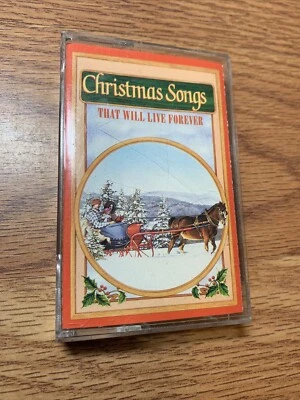 Christmas Songs
THAT WILL LIVE FOREVER